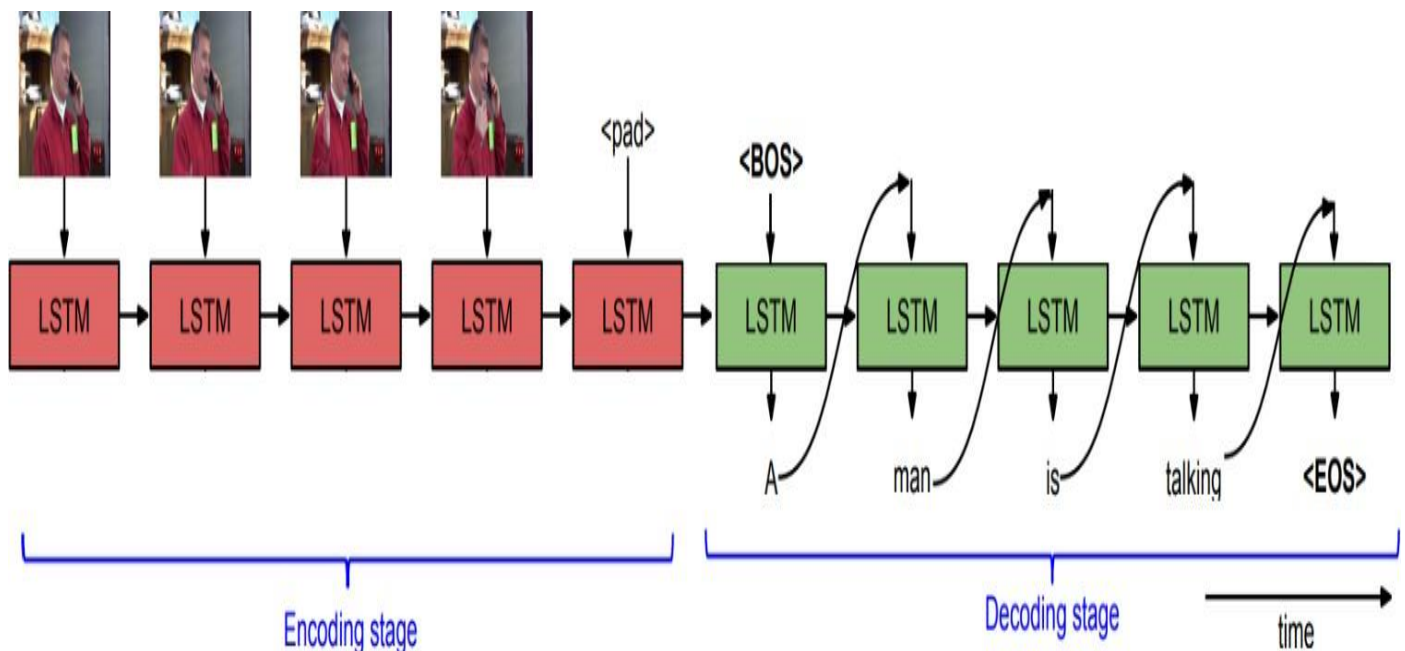 <pad>
<BOS>
LSTM LSTM LSTM LSTM LSTM LSTM LSTM LSTM LSTM LSTM
A man is talking <EOS>
Encoding stage
Decoding stage
time